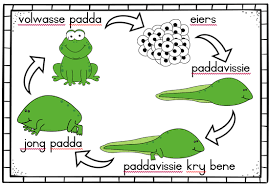 volwasse padda
eiers
paddavissie
paddavissie kry bene
jong padda